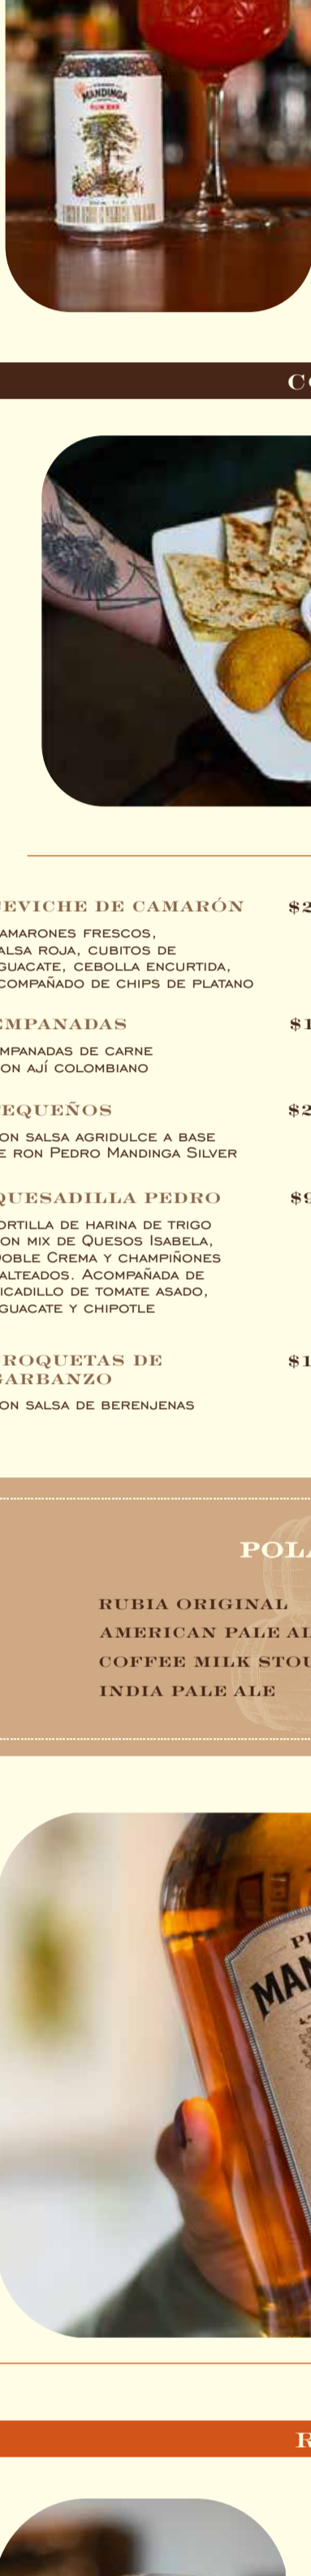 MANDINGA
RUM BEER
C
EVICHE DE CAMARÓN $2
AMARONES FRESCOS,
ALSA ROJA, CUBITOS DE
GUACATE, CEBOLLA ENCURTIDA,
COMPAÑADO DE CHIPS DE PLATANO
EMPANADAS $1
MPANADAS DE CARNE
ON AJÍ COLOMBIANO
EQUEÑOS $2
ON SALSA AGRIDULCE A BASE
E RON PEDRO MANDINGA SILVER
QUESADILLA PEDRO $9
ORTILLA DE HARINA DE TRIGO
ON MIX DE QUESOS ISABELA,
OBLE CREMA Y CHAMPIÑONES
ALTEADOS. ACOMPAÑADA DE
ICADILLO DE TOMATE ASADO,
GUACATE Y CHIPOTLE
ROQUETAS DE $1
GARBANZO
ON SALSA DE BERENJENAS
POLA
RUBIA ORIGINAL
AMERICAN PALE AL
COFFEE MILK STOU
INDIA PALE ALE
PE
MAN
R